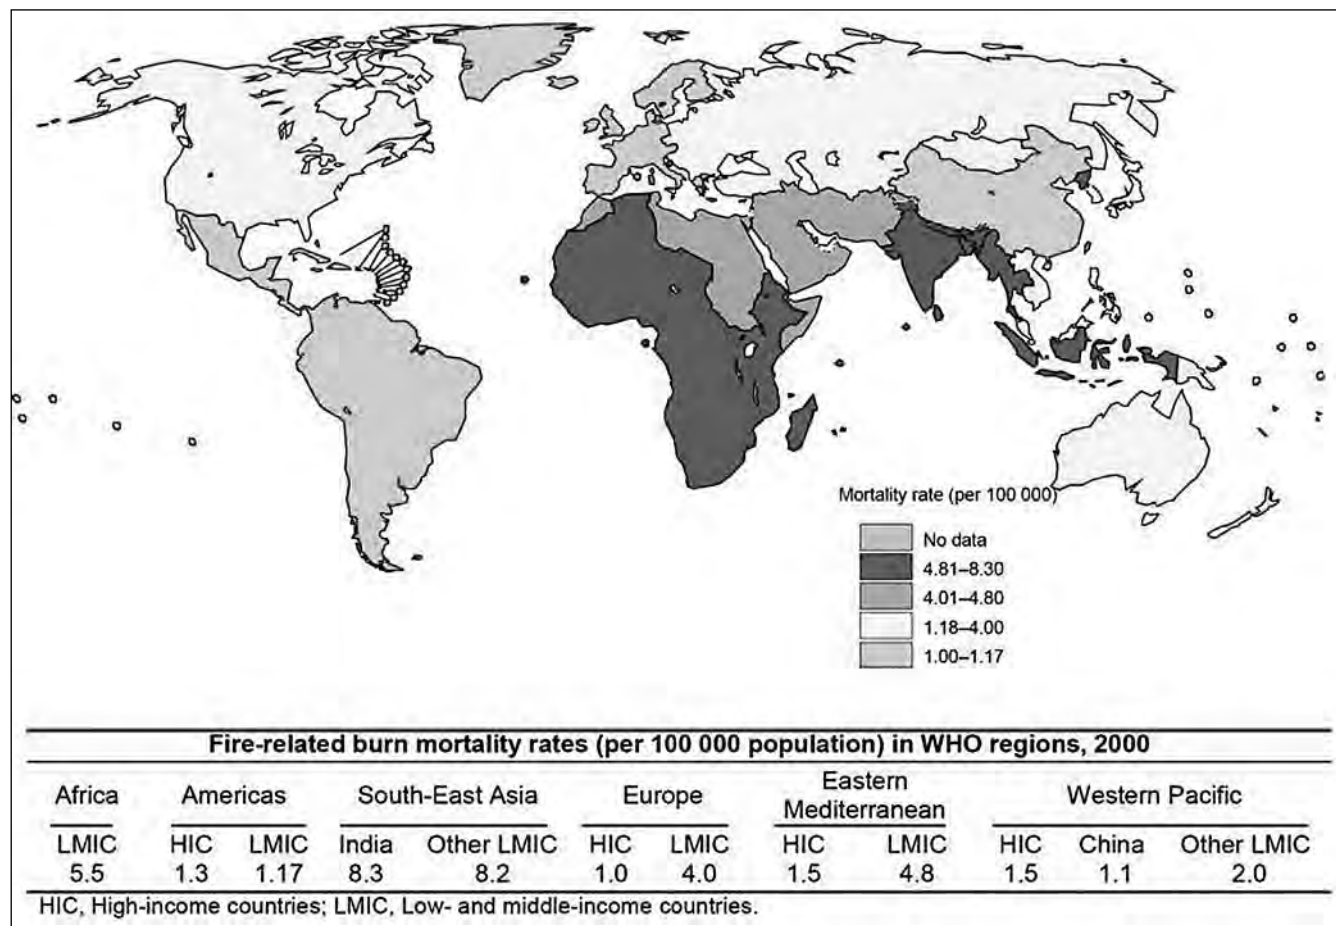 Mortality rate (per 100 000)
No data
4.81–8.30
4.01–4.80
1.18–4.00
1.00–1.17
Fire-related burn mortality rates (per 100 000 population) in WHO regions, 2000
Africa Americas South-East Asia Europe Eastern Mediterranean Western Pacific
LMIC HIC LMIC India Other LMIC HIC LMIC HIC LMIC HIC China Other LMIC
5.5 1.3 1.17 8.3 8.2 1.0 4.0 1.5 4.8 1.5 1.1 2.0
HIC, High-income countries; LMIC, Low- and middle-income countries.